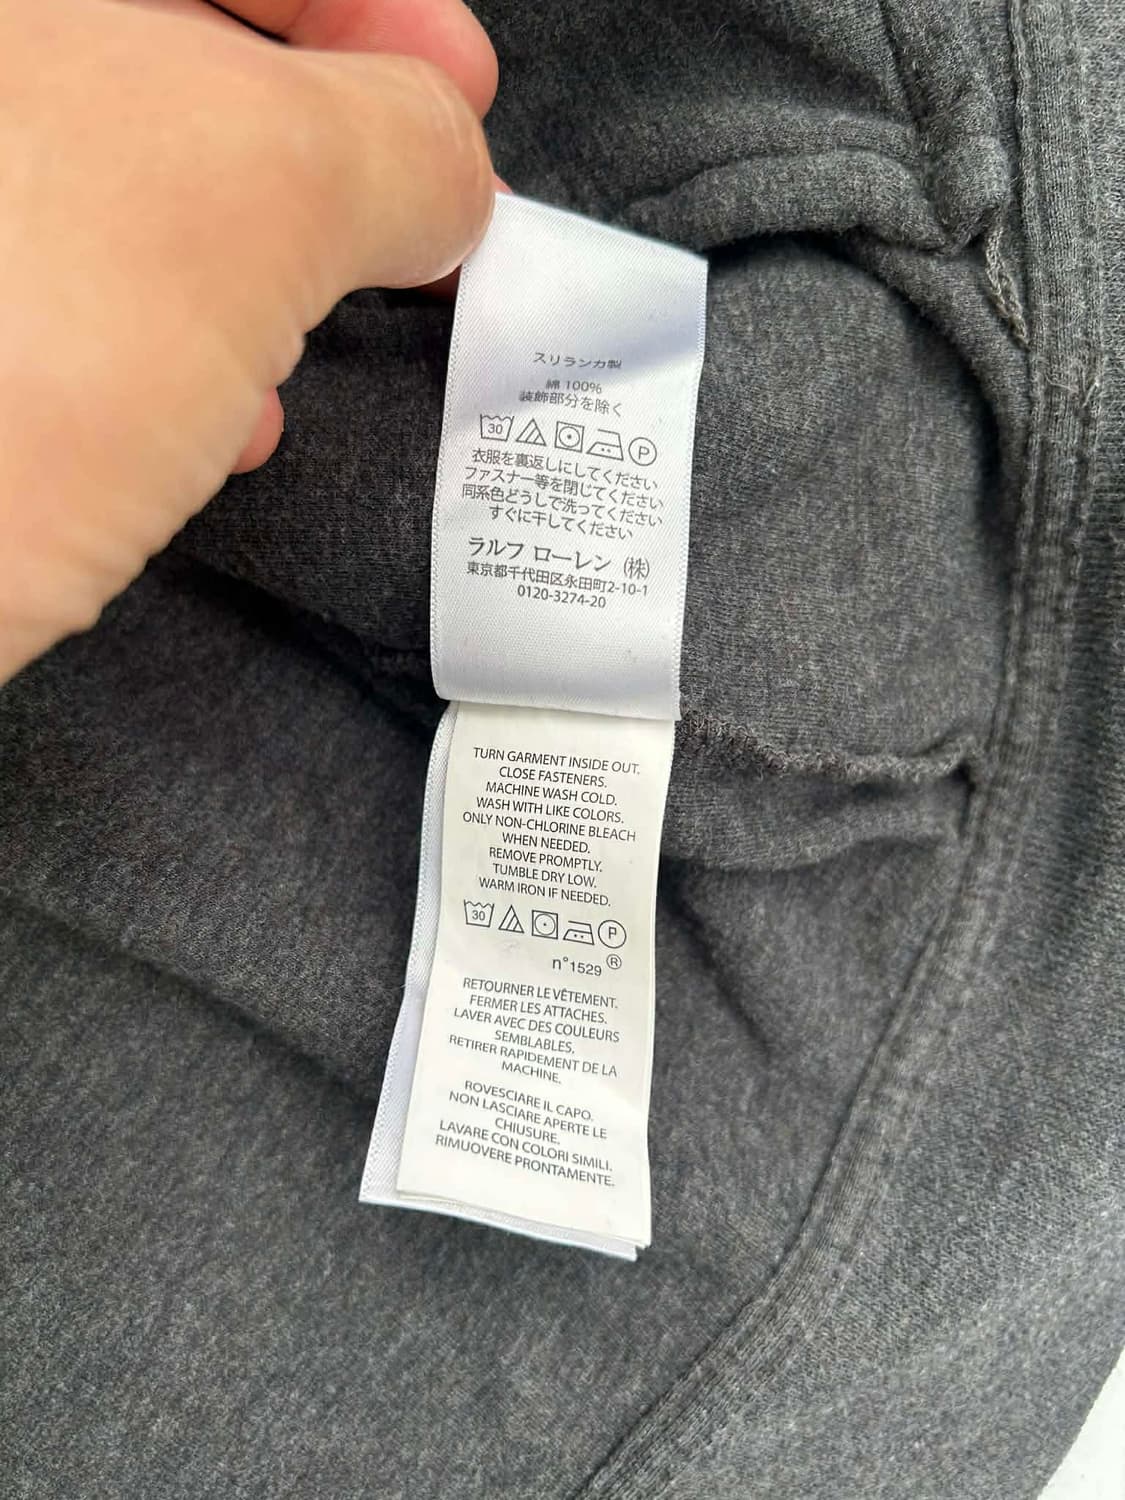 スリランカ製
綿 100%
装飾部分を除く
30 P
衣服を裏返しにしてください
ファスナー等を閉じてください
同系色どうしで洗ってください
すぐに干してください
ラルフ ローレン (株)
東京都千代田区永田町2-10-1
0120-3274-20
TURN GARMENT INSIDE OUT.
CLOSE FASTENERS.
MACHINE WASH COLD.
WASH WITH LIKE COLORS.
ONLY NON-CHLORINE BLEACH
WHEN NEEDED.
REMOVE PROMPTLY.
TUMBLE DRY LOW.
WARM IRON IF NEEDED.
30 P
n°1529 ®
RETOURNER LE VÊTEMENT.
FERMER LES ATTACHES.
LAVER AVEC DES COULEURS
SEMBLABLES.
RETIRER RAPIDEMENT DE LA
MACHINE.
ROVESCIARE IL CAPO.
NON LASCIARE APERTE LE
CHIUSURE.
LAVARE CON COLORI SIMILI.
RIMUOVERE PRONTAMENTE.